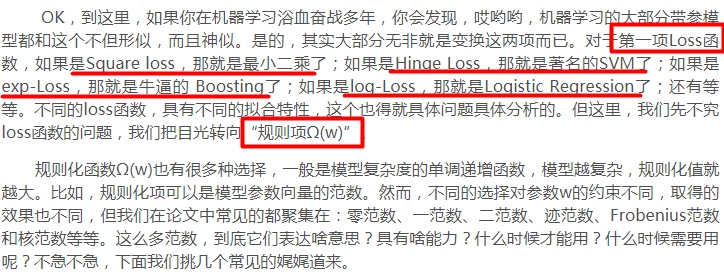 OK，到这里，如果你在机器学习浴血奋战多年，你会发现，哎哟哟，机器学习的大部分带参模
型都和这个不但形似，而且神似。是的，其实大部分无非就是变换这两项而已。对于第一项Loss函
数，如果是Square loss，那就是最小二乘了；如果是Hinge Loss，那就是著名的SVM了；如果是
exp-Loss，那就是牛逼的 Boosting了；如果是log-Loss，那就是Logistic Regression了；还有等
等。不同的loss函数，具有不同的拟合特性，这个也得就具体问题具体分析的。但这里，我们先不究
loss函数的问题，我们把目光转向“规则项Ω(w)”
规则化函数Ω(w)也有很多种选择，一般是模型复杂度的单调递增函数，模型越复杂，规则化值就
越大。比如，规则化项可以是模型参数向量的范数。然而，不同的选择对参数w的约束不同，取得的
效果也不同，但我们在论文中常见的都聚集在：零范数、一范数、二范数、迹范数、Frobenius范数
和核范数等等。这么多范数，到底它们表达啥意思？具有啥能力？什么时候才能用？什么时候需要用
呢？不急不急，下面我们挑几个常见的娓娓道来。